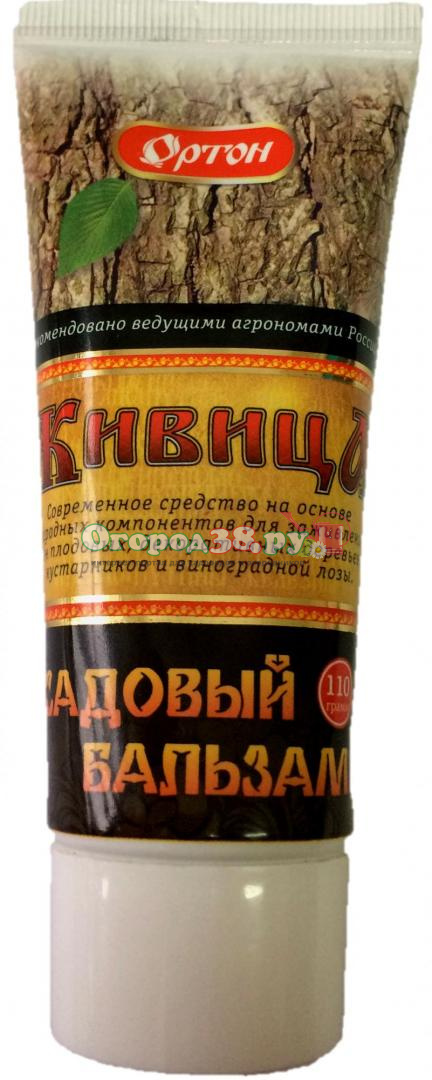 Ортон
комендовано ведущими агрономами Росси
Живица
Современное средство на основе
родных компонентов для заживлен
Огород38.ру
плодовых,
кустарников и виноградной лозы.
САДОВЫЙ
110
грамм
БАЛЬЗАМ